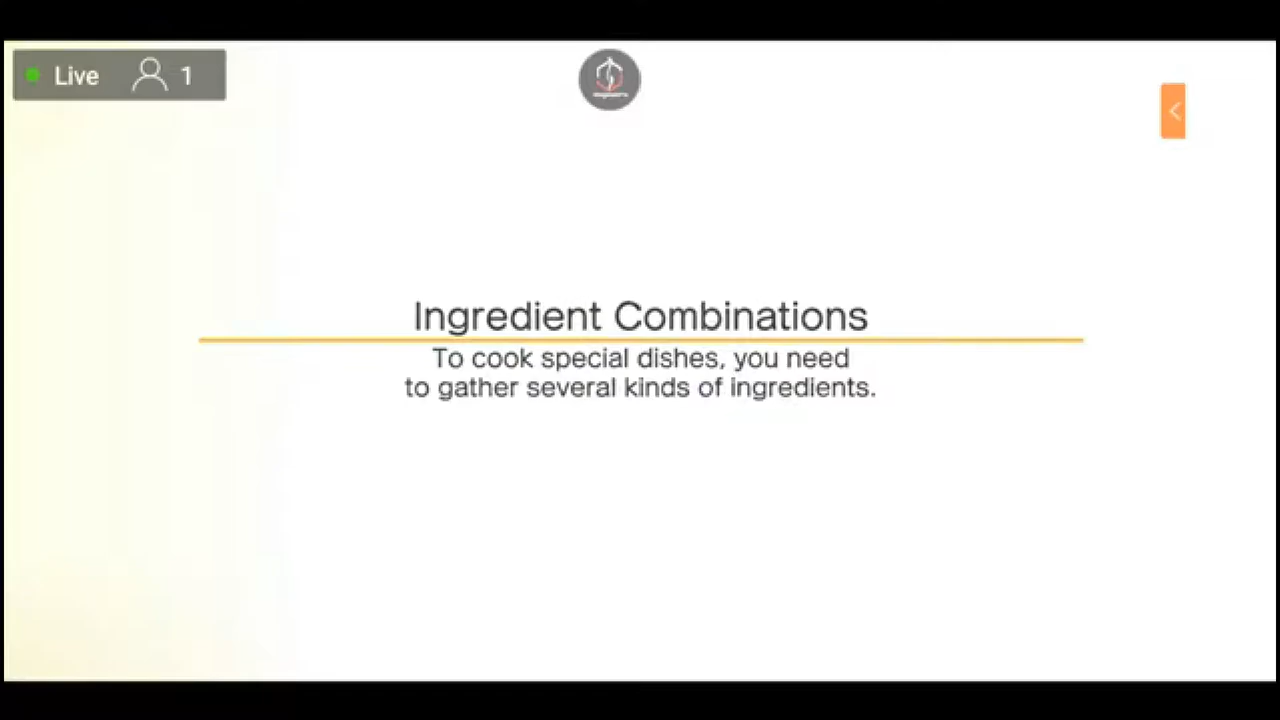 Live 1
Ingredient Combinations
To cook special dishes, you need
to gather several kinds of ingredients.